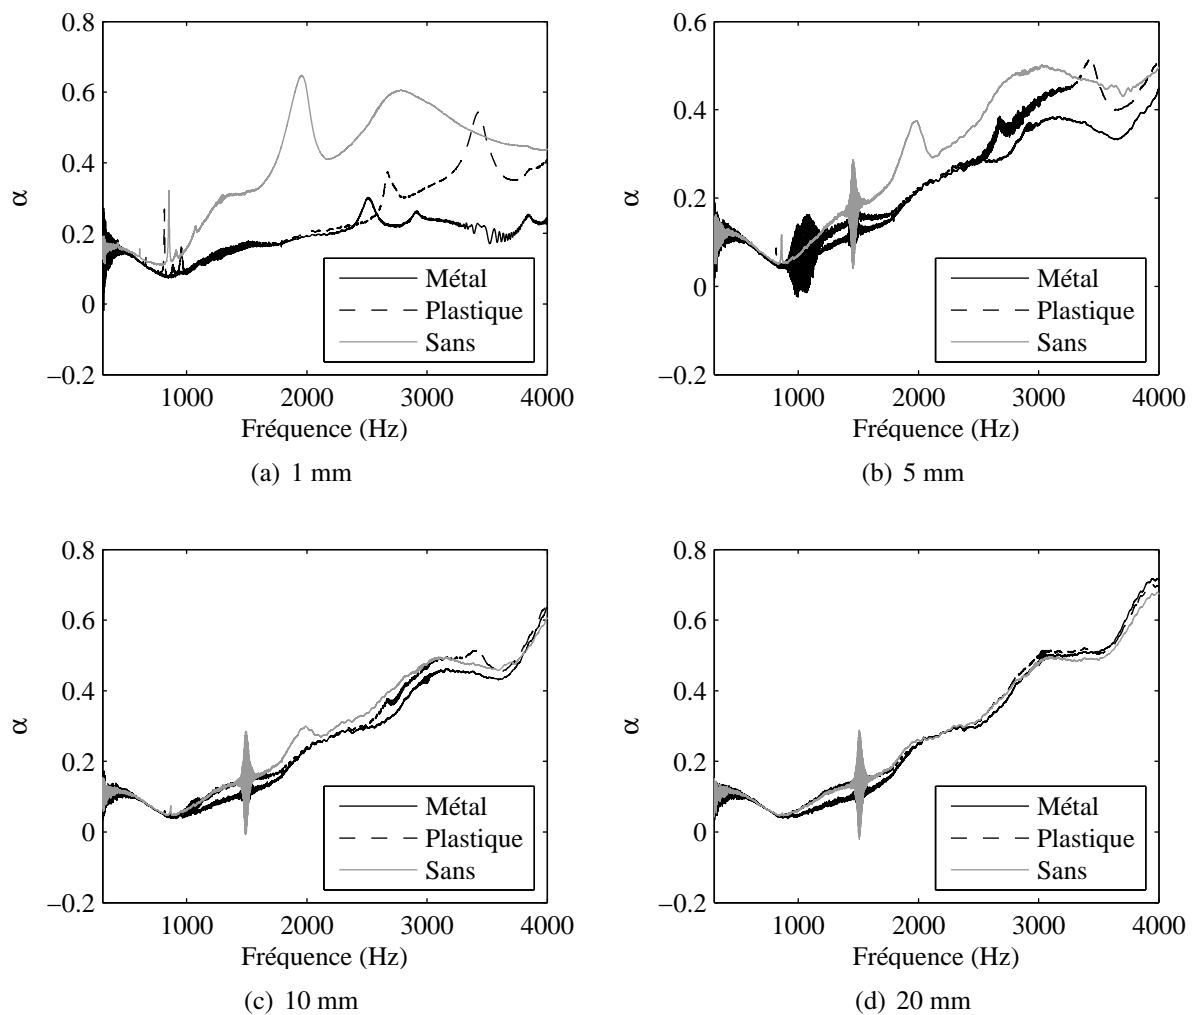 0.8
0.6
0.4
0.2
0
−0.2
α
1000 2000 3000 4000
Fréquence (Hz)
Métal
Plastique
Sans
(a) 1 mm
0.6
0.4
0.2
0
−0.2
α
1000 2000 3000 4000
Fréquence (Hz)
Métal
Plastique
Sans
(b) 5 mm
0.8
0.6
0.4
0.2
0
−0.2
α
1000 2000 3000 4000
Fréquence (Hz)
Métal
Plastique
Sans
(c) 10 mm
0.8
0.6
0.4
0.2
0
−0.2
α
1000 2000 3000 4000
Fréquence (Hz)
Métal
Plastique
Sans
(d) 20 mm